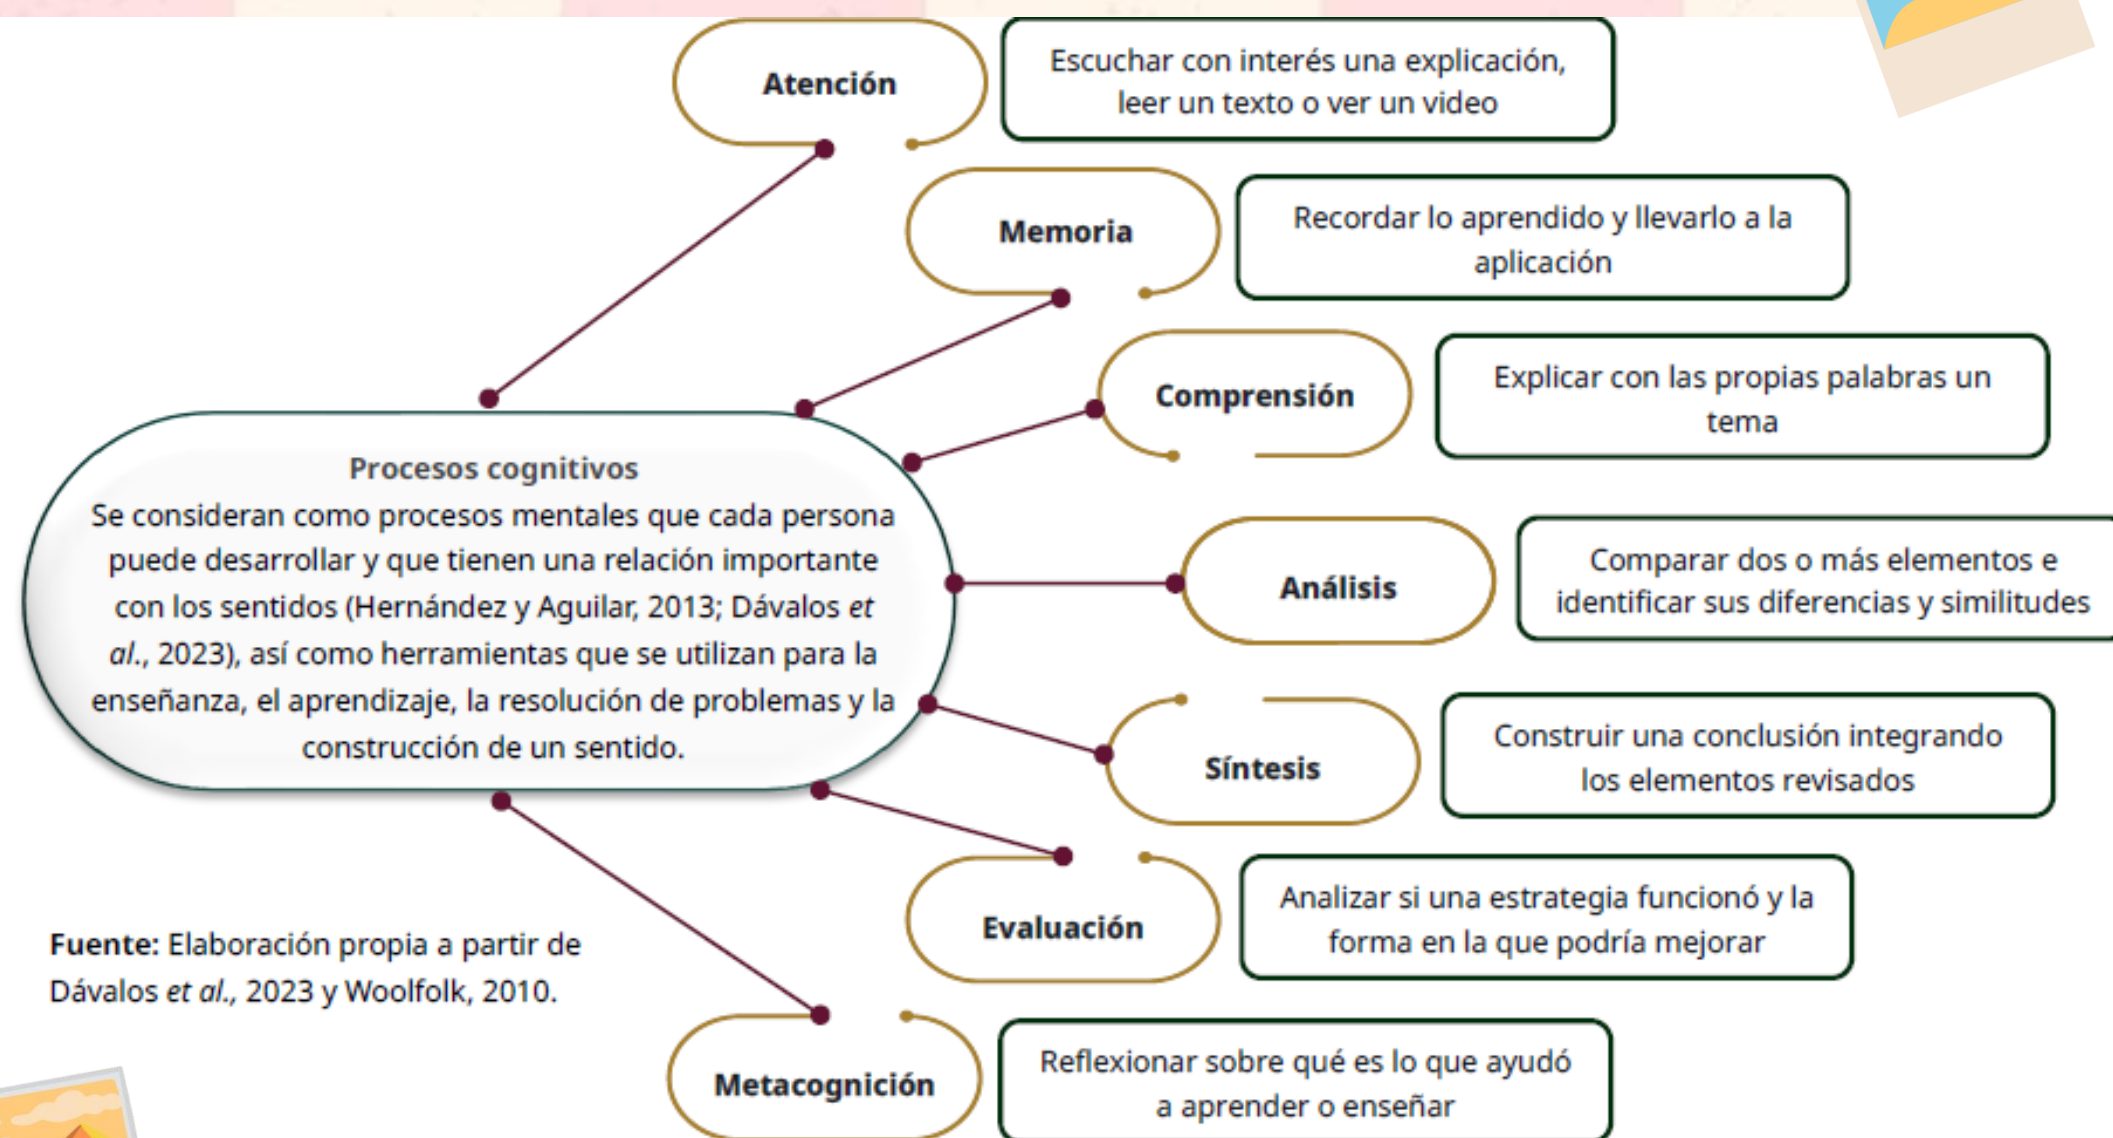 Atención
Escuchar con interés una explicación,
leer un texto o ver un video
Memoria
Recordar lo aprendido y llevarlo a la
aplicación
Comprensión
Explicar con las propias palabras un
tema
Procesos cognitivos
Se consideran como procesos mentales que cada persona
puede desarrollar y que tienen una relación importante
con los sentidos (Hernández y Aguilar, 2013; Dávalos et
al., 2023), así como herramientas que se utilizan para la
enseñanza, el aprendizaje, la resolución de problemas y la
construcción de un sentido.
Análisis
Comparar dos o más elementos e
identificar sus diferencias y similitudes
Síntesis
Construir una conclusión integrando
los elementos revisados
Evaluación
Analizar si una estrategia funcionó y la
forma en la que podría mejorar
Metacognición
Reflexionar sobre qué es lo que ayudó
a aprender o enseñar
Fuente: Elaboración propia a partir de
Dávalos et al., 2023 y Woolfolk, 2010.